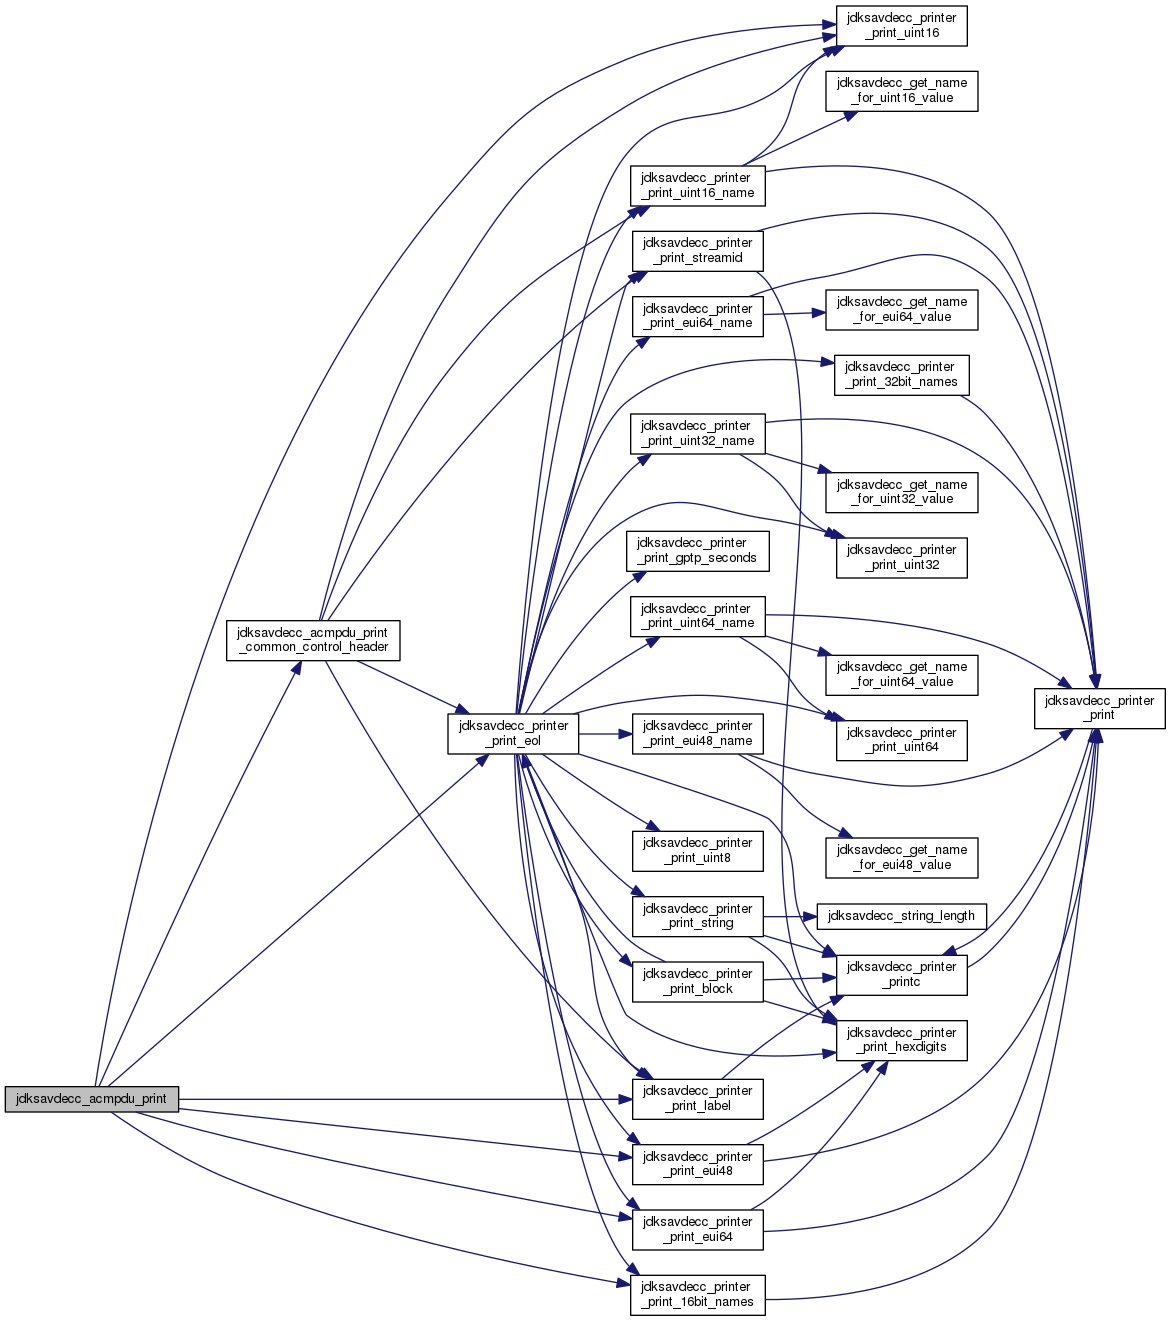 jdksavdecc_printer
_print_uint16
jdksavdecc_get_name
_for_uint16_value
jdksavdecc_printer
_print_uint16_name
jdksavdecc_printer
_print_streamid
jdksavdecc_printer
_print_eui64_name
jdksavdecc_get_name
_for_eui64_value
jdksavdecc_printer
_print_32bit_names
jdksavdecc_printer
_print_uint32_name
jdksavdecc_get_name
_for_uint32_value
jdksavdecc_printer
_print_gptp_seconds
jdksavdecc_printer
_print_uint32
jdksavdecc_printer
_print_uint64_name
jdksavdecc_acmpdu_print
_common_control_header
jdksavdecc_get_name
_for_uint64_value
jdksavdecc_printer
_print
jdksavdecc_printer
_print_eol
jdksavdecc_printer
_print_eui48_name
jdksavdecc_printer
_print_uint64
jdksavdecc_printer
_print_uint8
jdksavdecc_get_name
_for_eui48_value
jdksavdecc_printer
_print_string
jdksavdecc_string_length
jdksavdecc_printer
_print_block
jdksavdecc_printer
_printc
jdksavdecc_printer
_print_hexdigits
jdksavdecc_acmpdu_print
jdksavdecc_printer
_print_label
jdksavdecc_printer
_print_eui48
jdksavdecc_printer
_print_eui64
jdksavdecc_printer
_print_16bit_names